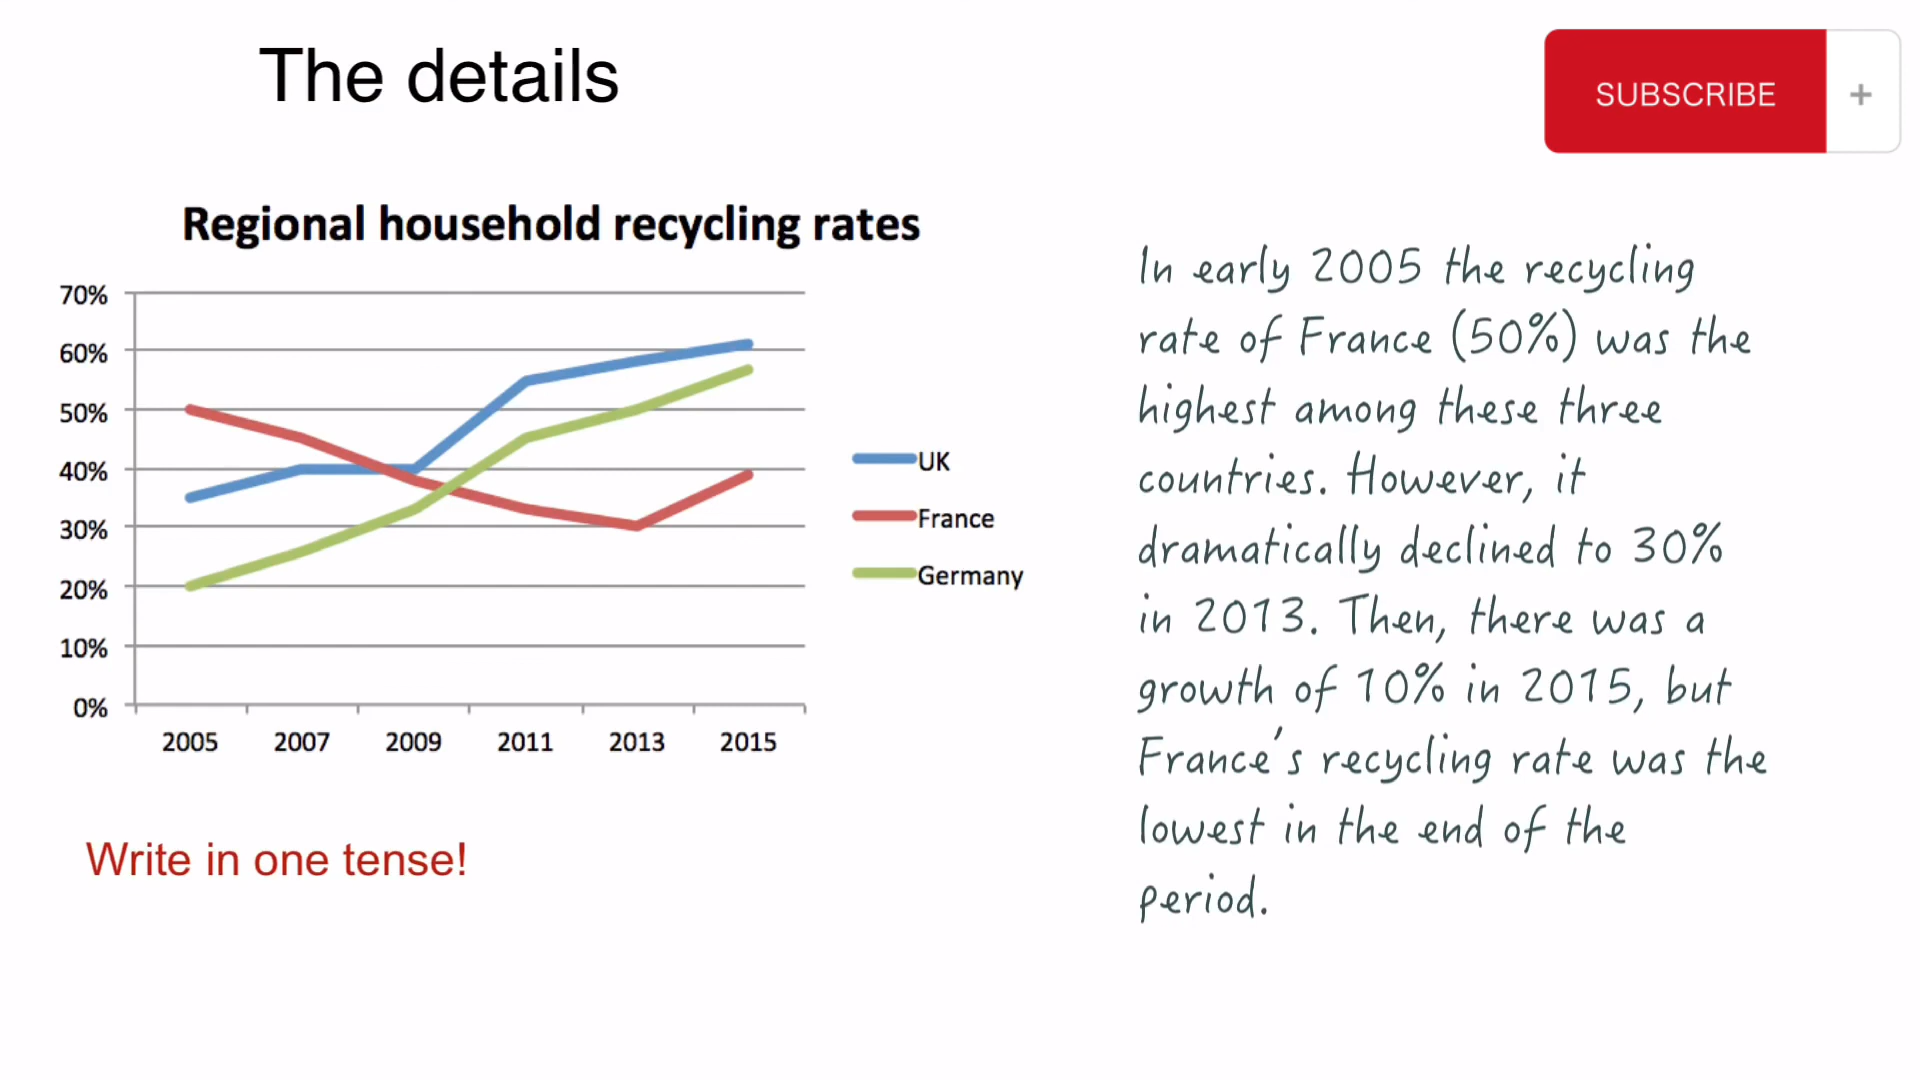 The details
SUBSCRIBE +
Regional household recycling rates
70%
60%
50%
40%
30%
20%
10%
0%
2005 2007 2009 2011 2013 2015
UK
France
Germany
Write in one tense!
In early 2005 the recycling
rate of France (50%) was the
highest among these three
countries. However, it
dramatically declined to 30%
in 2013. Then, there was a
growth of 10% in 2015, but
France's recycling rate was the
lowest in the end of the
period.